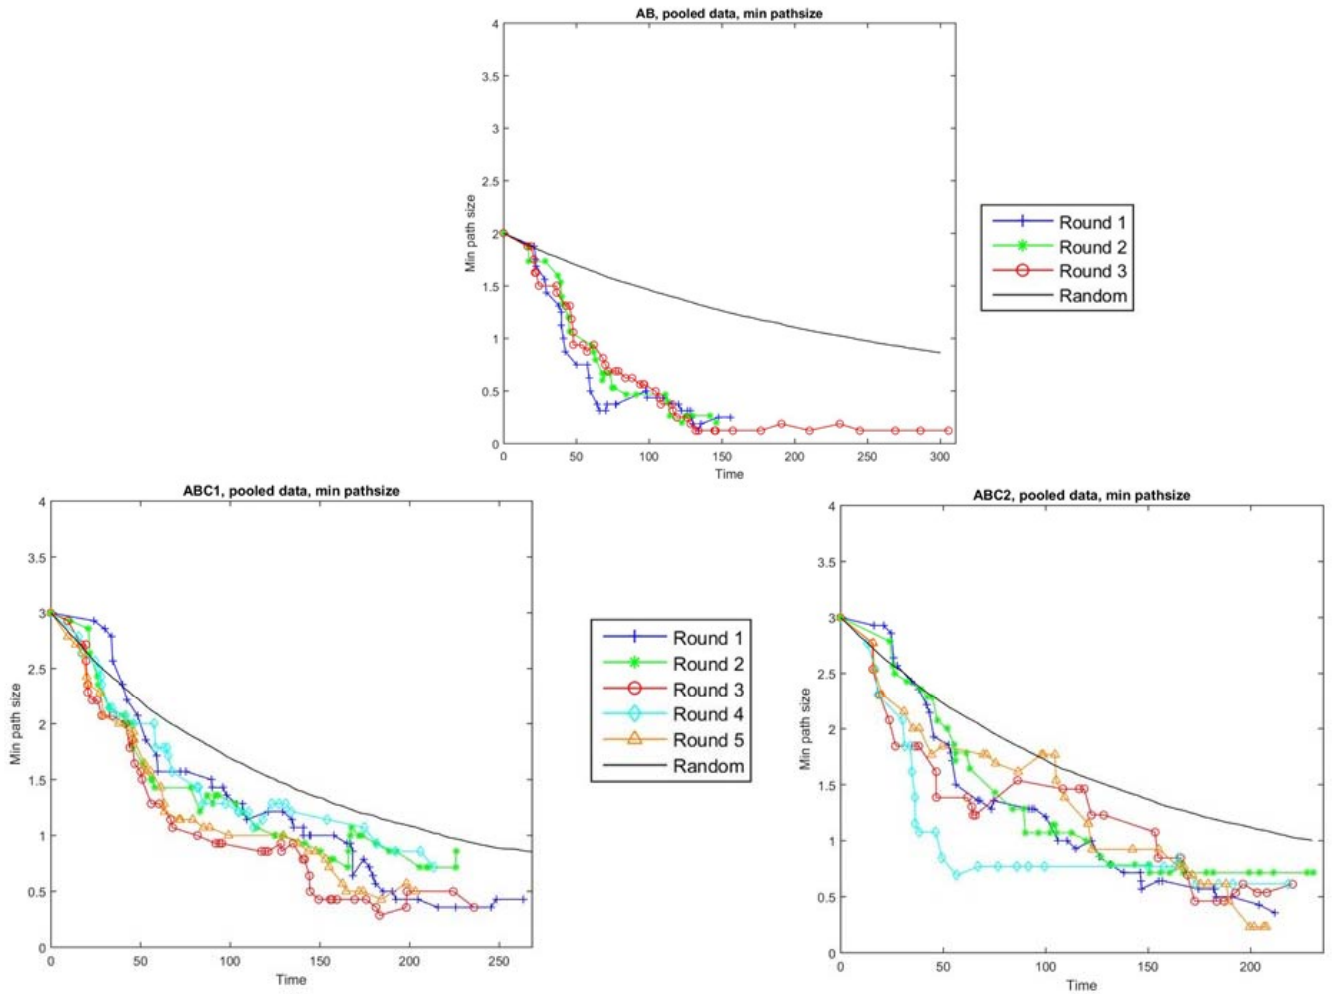 AB, pooled data, min pathsize
4
3.5
3
2.5
2
1.5
1
0.5
0
Min path size
0 50 100 150 200 250 300
Time
Round 1
Round 2
Round 3
Random
ABC1, pooled data, min pathsize
4
3.5
3
2.5
2
1.5
1
0.5
0
Min path size
0 50 100 150 200 250
Time
Round 1
Round 2
Round 3
Round 4
Round 5
Random
ABC2, pooled data, min pathsize
4
3.5
3
2.5
2
1.5
1
0.5
0
Min path size
0 50 100 150 200
Time